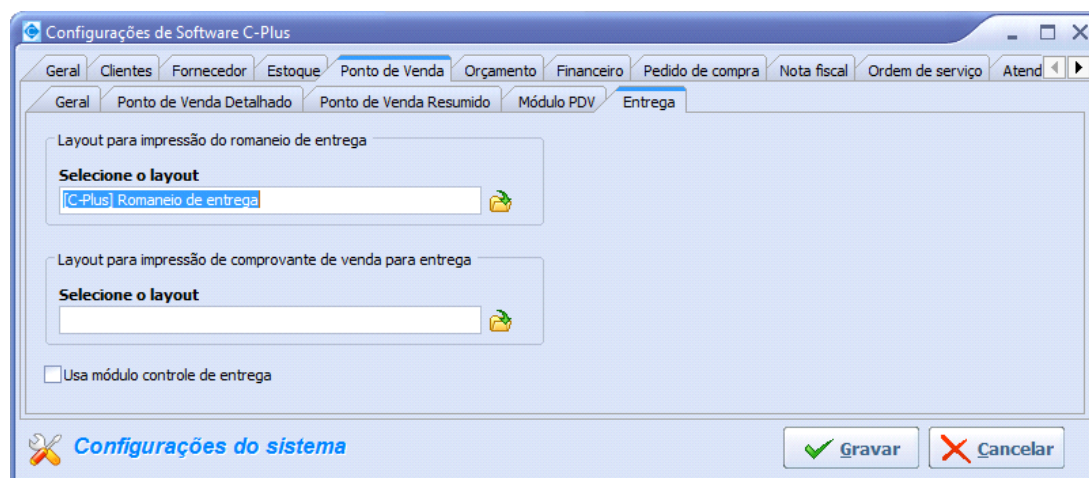 Configurações de Software C-Plus
Geral Clientes Fornecedor Estoque Ponto de Venda Orçamento Financeiro Pedido de compra Nota fiscal Ordem de serviço Atend
Geral Ponto de Venda Detalhado Ponto de Venda Resumido Módulo PDV Entrega
Layout para impressão do romaneio de entrega
Selecione o layout
[C-Plus] Romaneio de entrega
Layout para impressão de comprovante de venda para entrega
Selecione o layout
Usa módulo controle de entrega
Configurações do sistema Gravar Cancelar